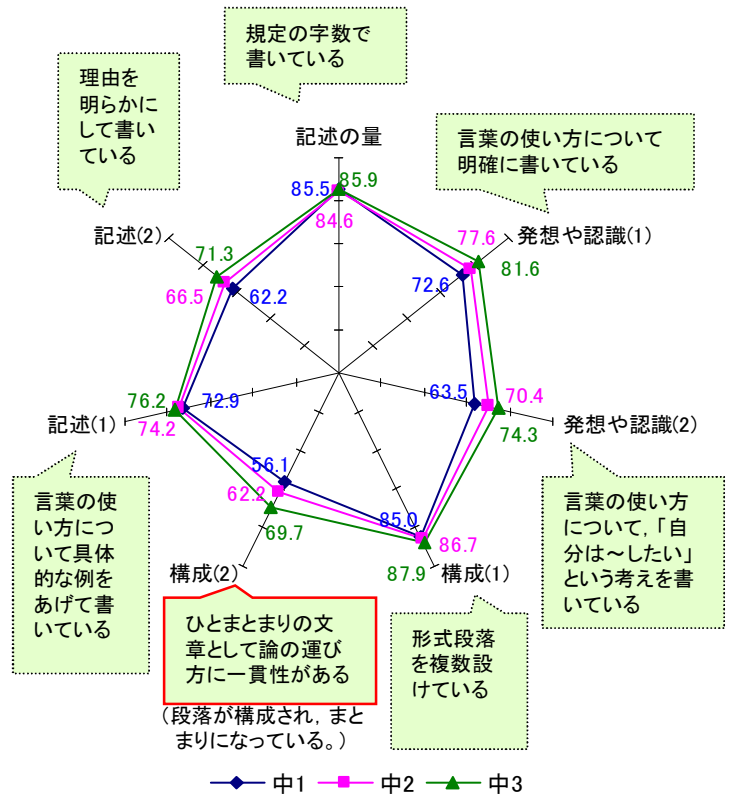 規定の字数で
書いている
理由を
明らかに
して書い
ている
言葉の使い方について
明確に書いている
記述の量
85.5
85.9
84.6
発想や認識(1)
77.6
81.6
72.6
記述(2)
71.3
66.5
62.2
63.5
70.4
74.3
発想や認識(2)
76.2
72.9
74.2
記述(1)
56.1
62.2
69.7
構成(2)
85.0
86.7
87.9
構成(1)
言葉の使
い方につ
いて具体
的な例を
あげて書
いている
言葉の使い方
について,「自
分は～したい」
という考えを書
いている
ひとまとまりの文
章として論の運び
方に一貫性がある
(段落が構成され, まと
まりになっている。)
形式段落
を複数設
けている
中1 中2 中3